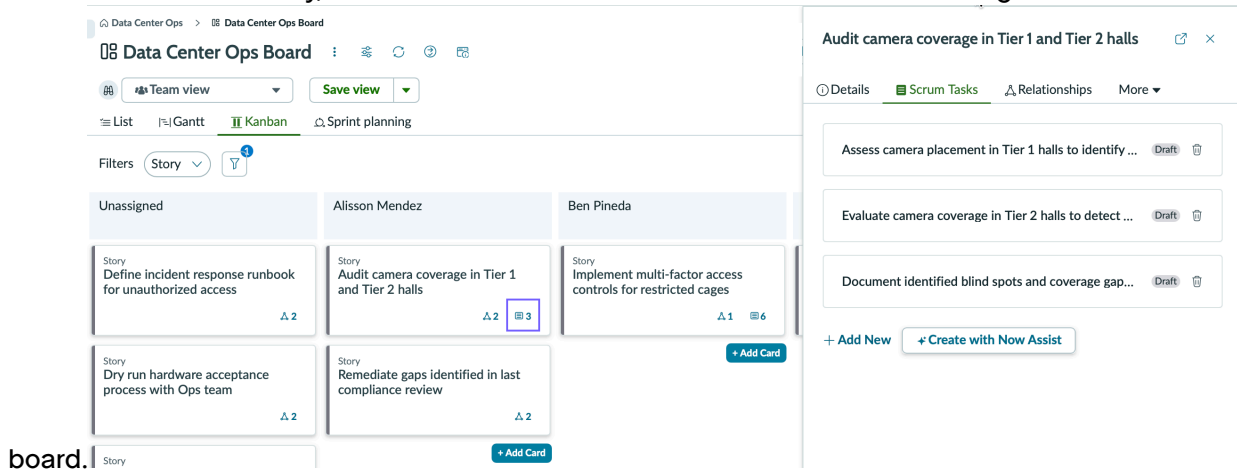 Data Center Ops > Data Center Ops Board
Data Center Ops Board
Team view
Save view
List Gantt Kanban Sprint planning
Filters Story 1
Unassigned
Story
Define incident response runbook
for unauthorized access
2
Story
Dry run hardware acceptance
process with Ops team
2
Story
Alisson Mendez
Story
Audit camera coverage in Tier 1
and Tier 2 halls
2 3
Story
Remediate gaps identified in last
compliance review
2
+ Add Card
Ben Pineda
Story
Implement multi-factor access
controls for restricted cages
1 6
+ Add Card
Audit camera coverage in Tier 1 and Tier 2 halls
Details Scrum Tasks Relationships More
Assess camera placement in Tier 1 halls to identify ... Draft
Evaluate camera coverage in Tier 2 halls to detect ... Draft
Document identified blind spots and coverage gap... Draft
+ Add New Create with Now Assist
board.